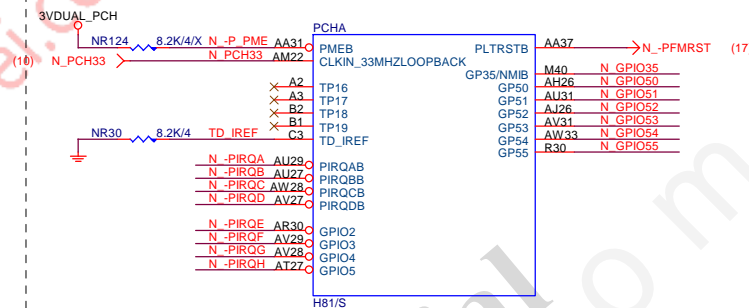 3VDUAL_PCH
PCHA
NR124 8.2K/4/X N_-P_PME AA31 PMEB PLTRSTB AA37 N_-PFMRST (17
(10) N_PCH33 N_PCH33 AM22 CLKIN_33MHZLOOPBACK
GP35/NMIB M40 N_GPIO35
A2 TP16 GP50 AH26 N_GPIO50
A3 TP17 GP51 AU31 N_GPIO51
B2 TP18 GP52 AJ26 N_GPIO52
B1 TP19 GP53 AV31 N_GPIO53
NR30 8.2K/4 TD_IREF C3 TD_IREF GP54 AW33 N_GPIO54
GP55 R30 N_GPIO55
N_-PIRQA AU29 PIRQAB
N_-PIRQB AU27 PIRQBB
N_-PIRQC AW28 PIRQCB
N_-PIRQD AV27 PIRQDB
N_-PIRQE AR30 GPIO2
N_-PIRQF AV29 GPIO3
N_-PIRQG AV28 GPIO4
N_-PIRQH AT27 GPIO5
H81/S